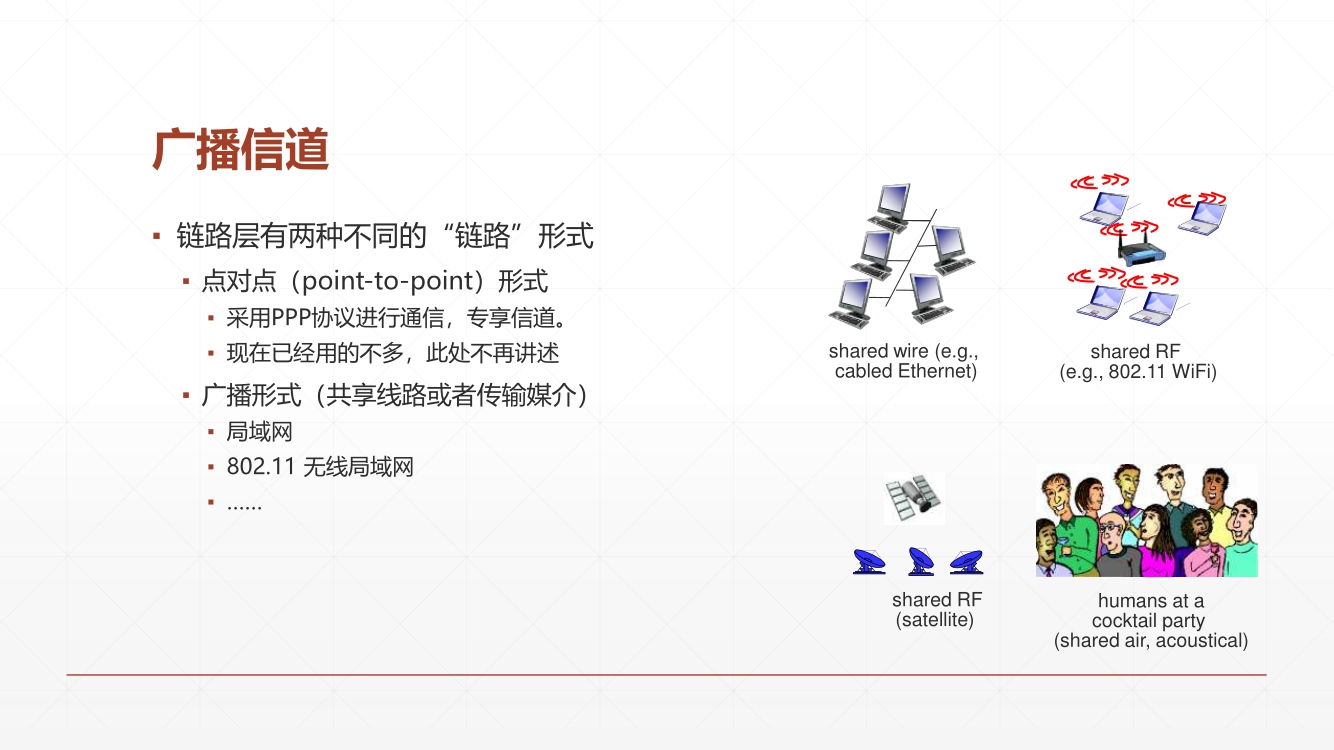 广播信道
▪ 链路层有两种不同的“链路”形式
▪ 点对点（point-to-point）形式
▪ 采用PPP协议进行通信，专享信道。
▪ 现在已经用的不多，此处不再讲述
▪ 广播形式（共享线路或者传输媒介）
▪ 局域网
▪ 802.11 无线局域网
▪ ……
shared wire (e.g.,
cabled Ethernet)
shared RF
(e.g., 802.11 WiFi)
shared RF
(satellite)
humans at a
cocktail party
(shared air, acoustical)